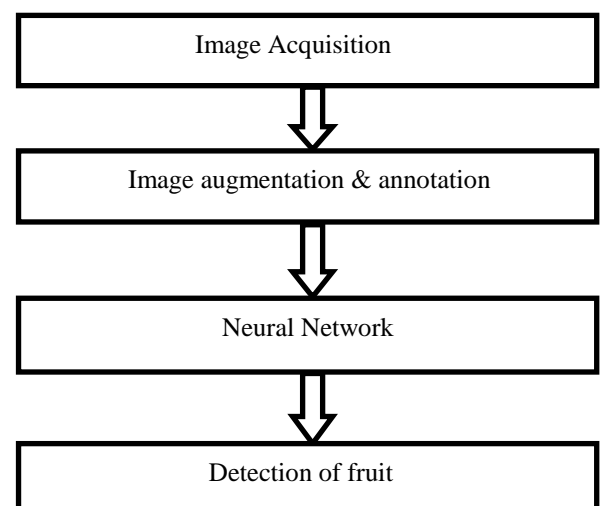 Image Acquisition
Image augmentation & annotation
Neural Network
Detection of fruit